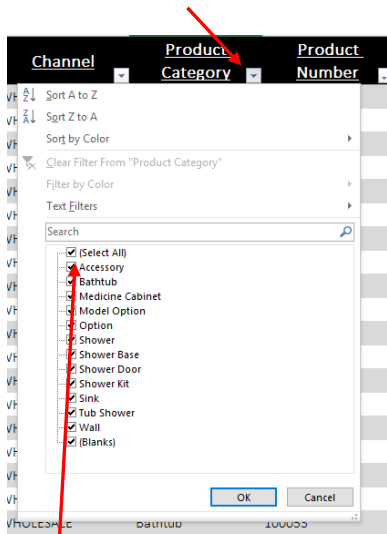 Channel
Product Category
Product Number
Sort A to Z
Sort Z to A
Sort by Color
Clear Filter From "Product Category"
Filter by Color
Text Filters
Search
(Select All)
Accessory
Bathtub
Medicine Cabinet
Model Option
Option
Shower
Shower Base
Shower Door
Shower Kit
Sink
Tub Shower
Wall
(Blanks)
OK Cancel
WHOLESALE Bathtub 100053